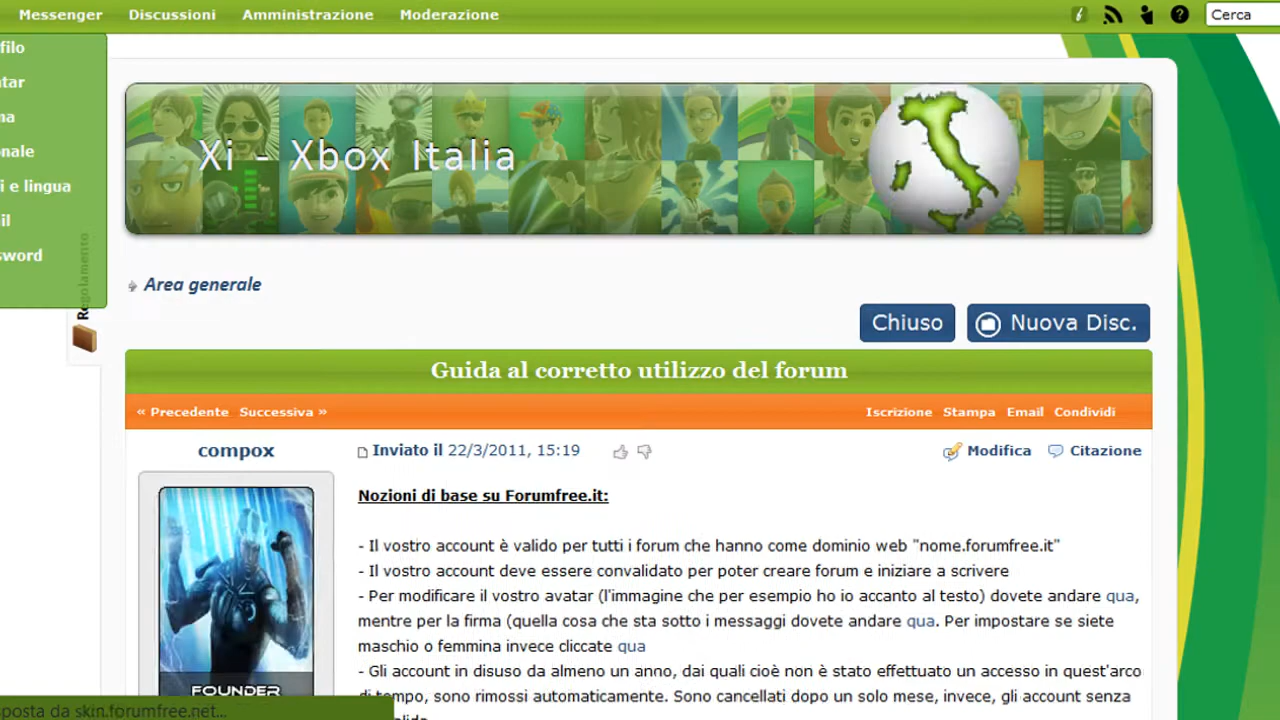 Messenger Discussioni Amministrazione Moderazione Cerca
filo
tar
na
onale
i e lingua
il
sword
Regolamento
Xi - Xbox Italia
Area generale
Chiuso Nuova Disc.
Guida al corretto utilizzo del forum
« Precedente Successiva » Iscrizione Stampa Email Condividi
compox Inviato il 22/3/2011, 15:19 Modifica Citazione
Nozioni di base su Forumfree.it:
- Il vostro account è valido per tutti i forum che hanno come dominio web "nome.forumfree.it"
- Il vostro account deve essere convalidato per poter creare forum e iniziare a scrivere
- Per modificare il vostro avatar (l'immagine che per esempio ho io accanto al testo) dovete andare qua,
mentre per la firma (quella cosa che sta sotto i messaggi dovete andare qua. Per impostare se siete
maschio o femmina invece cliccate qua
- Gli account in disuso da almeno un anno, dai quali cioè non è stato effettuato un accesso in quest'arco
di tempo, sono rimossi automaticamente. Sono cancellati dopo un solo mese, invece, gli account senza
FOUNDER
posta da skin.forumfree.net...